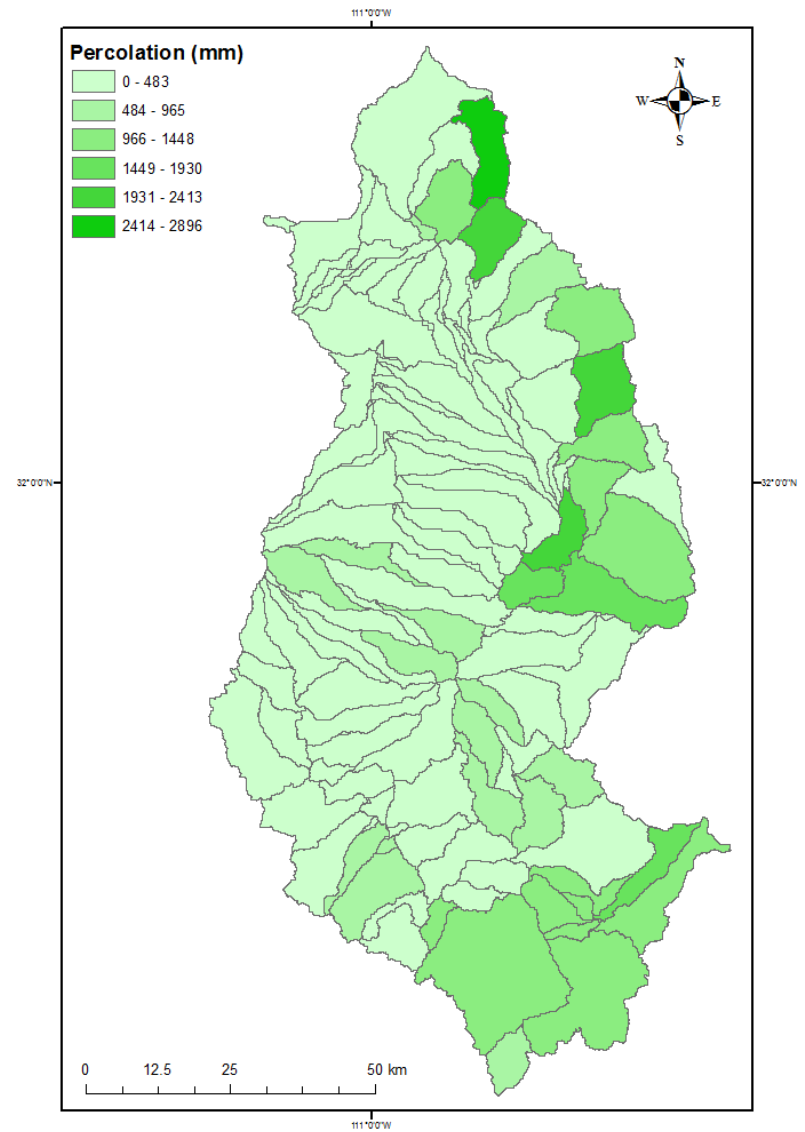 111°0'0"W
Percolation (mm)
0 - 483
484 - 965
966 - 1448
1449 - 1930
1931 - 2413
2414 - 2896
N
W E
S
32°0'0"N 32°0'0"N
0 12.5 25 50 km
111°0'0"W